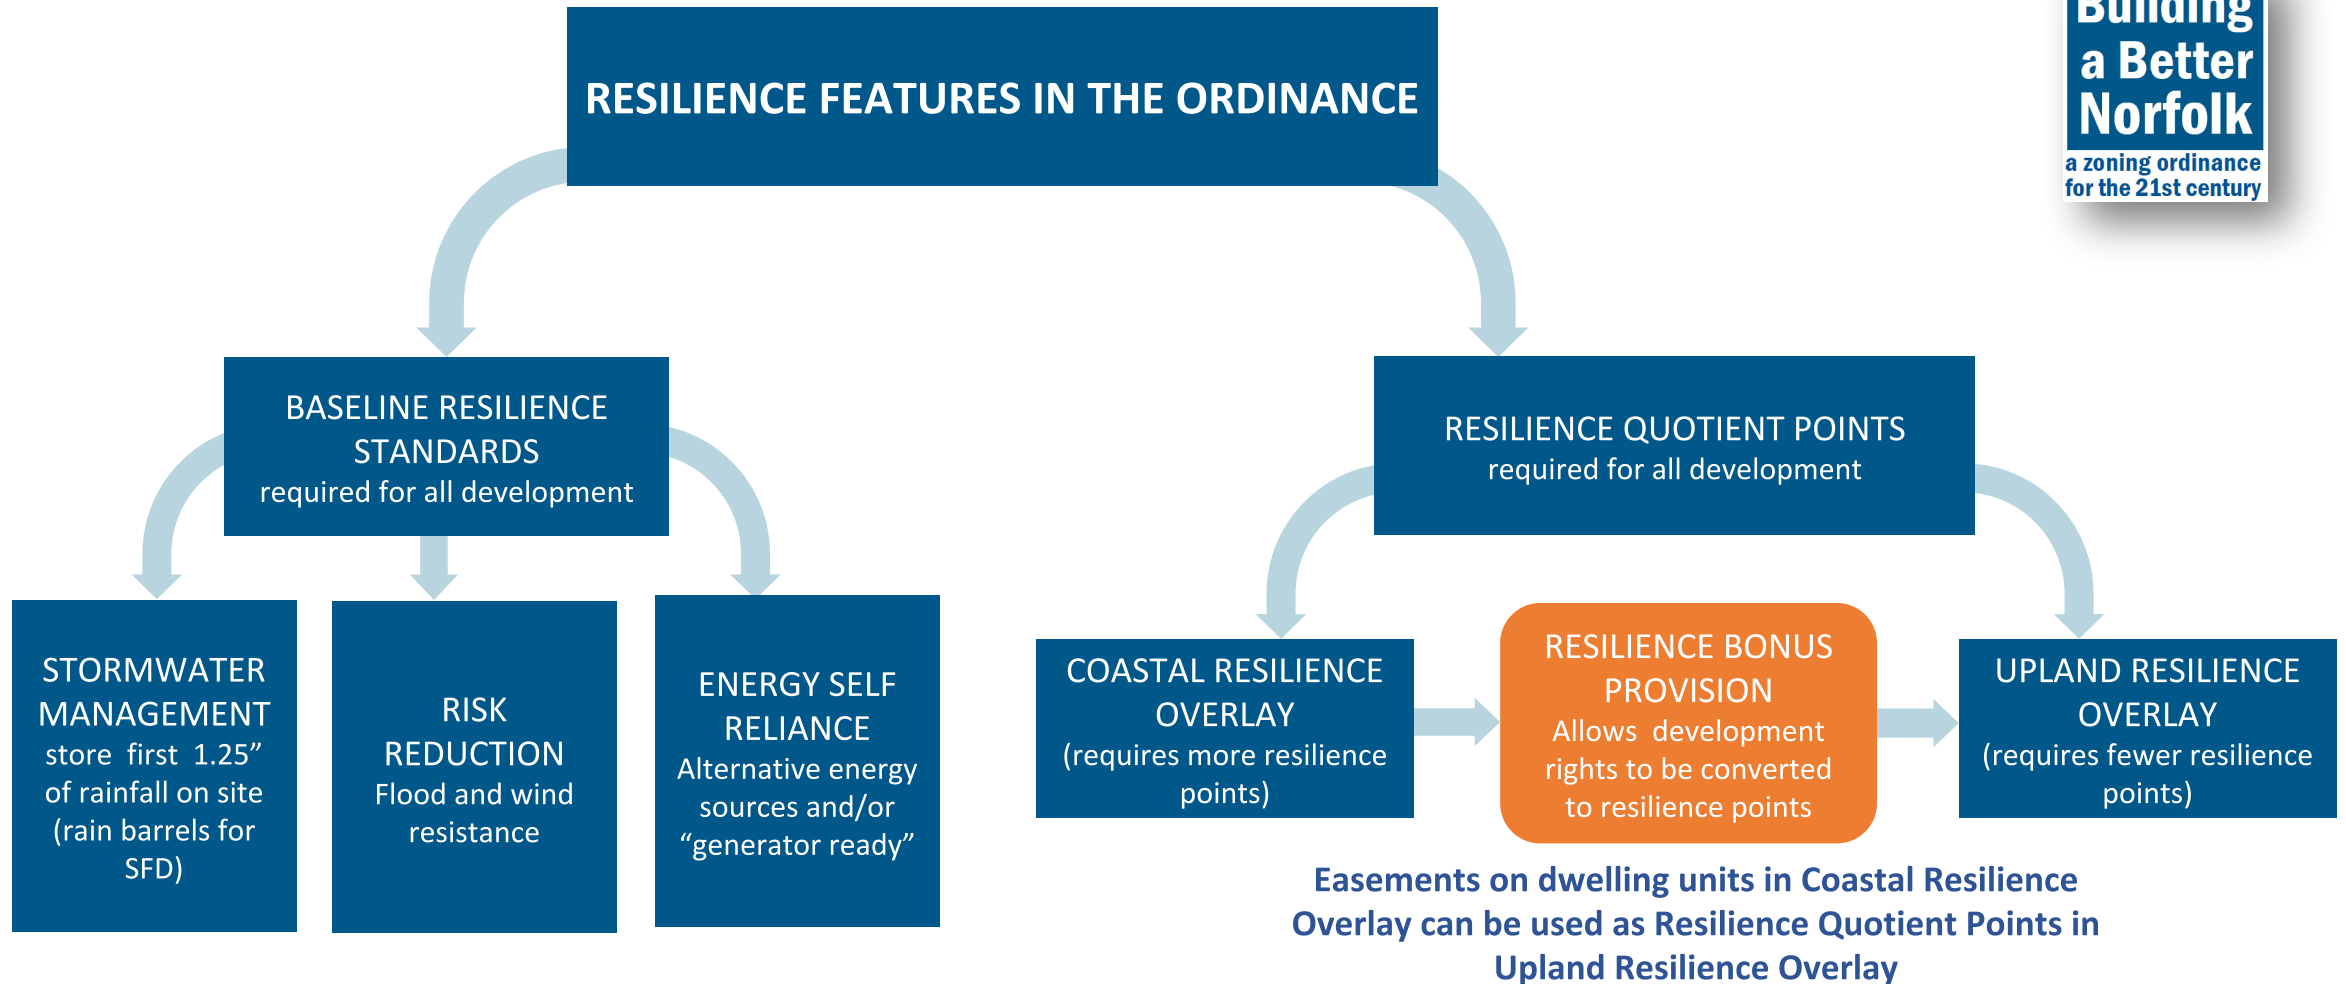 RESILIENCE FEATURES IN THE ORDINANCE
Building
a Better
Norfolk
a zoning ordinance
for the 21st century
BASELINE RESILIENCE
STANDARDS
required for all development
RESILIENCE QUOTIENT POINTS
required for all development
STORMWATER
MANAGEMENT
store first 1.25”
of rainfall on site
(rain barrels for
SFD)
RISK
REDUCTION
Flood and wind
resistance
ENERGY SELF
RELIANCE
Alternative energy
sources and/or
“generator ready”
COASTAL RESILIENCE
OVERLAY
(requires more resilience
points)
RESILIENCE BONUS
PROVISION
Allows development
rights to be converted
to resilience points
UPLAND RESILIENCE
OVERLAY
(requires fewer resilience
points)
Easements on dwelling units in Coastal Resilience
Overlay can be used as Resilience Quotient Points in
Upland Resilience Overlay